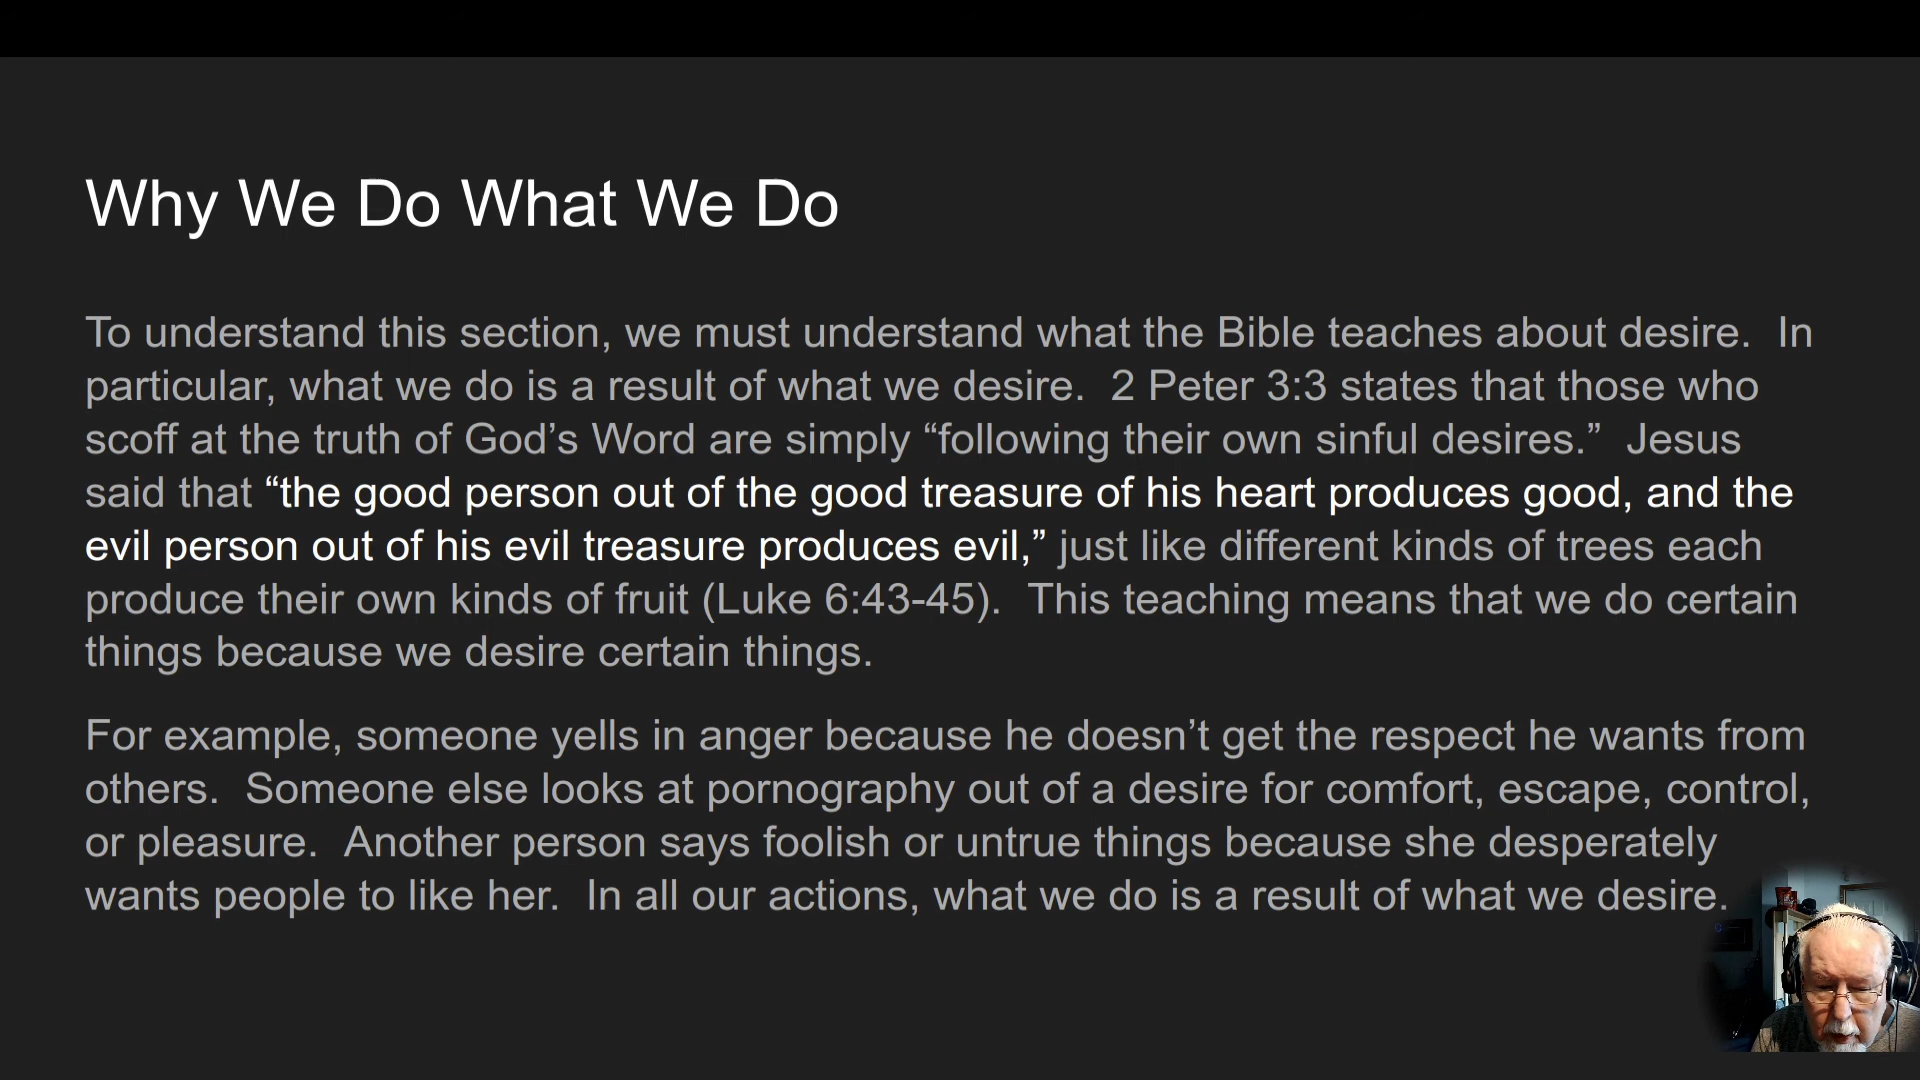 Why We Do What We Do
To understand this section, we must understand what the Bible teaches about desire.  In
particular, what we do is a result of what we desire.  2 Peter 3:3 states that those who
scoff at the truth of God’s Word are simply “following their own sinful desires.”  Jesus
said that “the good person out of the good treasure of his heart produces good, and the
evil person out of his evil treasure produces evil,” just like different kinds of trees each
produce their own kinds of fruit (Luke 6:43-45).  This teaching means that we do certain
things because we desire certain things.
For example, someone yells in anger because he doesn’t get the respect he wants from
others.  Someone else looks at pornography out of a desire for comfort, escape, control,
or pleasure.  Another person says foolish or untrue things because she desperately
wants people to like her.  In all our actions, what we do is a result of what we desire.